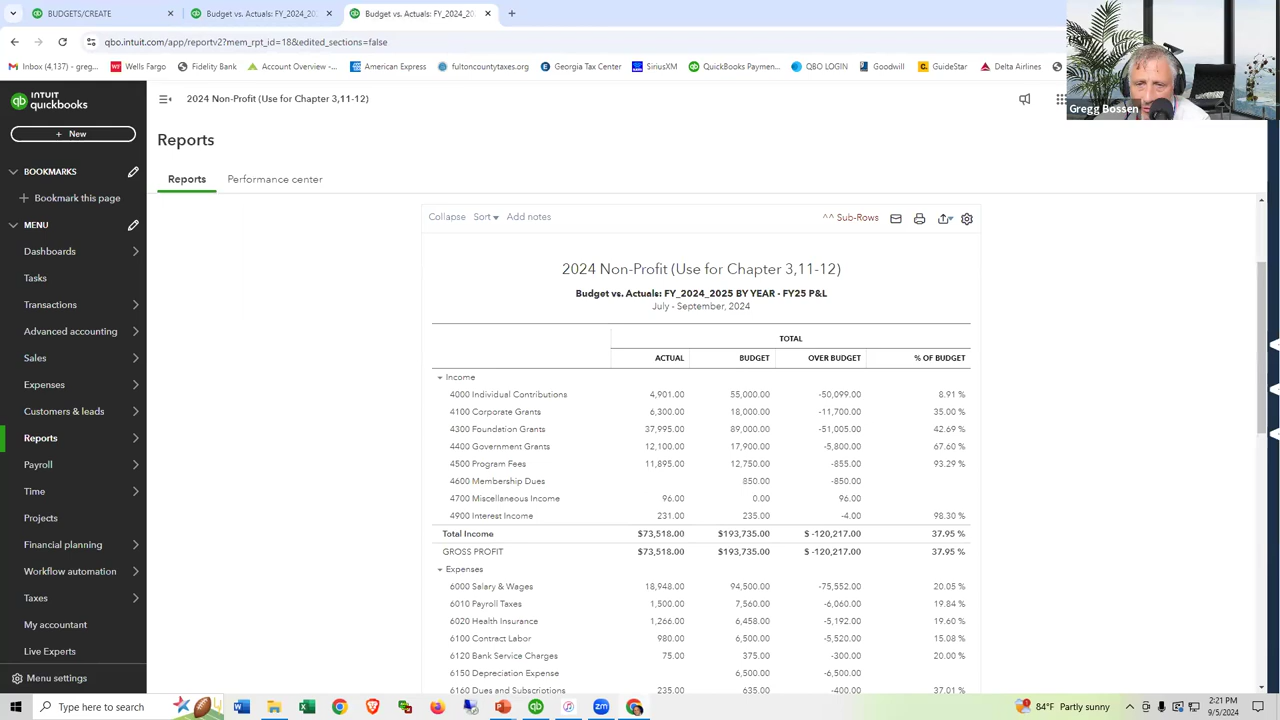 BUDGETS/CREATE
Budget vs. Actuals: FY_2024_20
Budget vs. Actuals: FY_2024_20
qbo.intuit.com/app/reportv2?mem_rpt_id=18&edited_sections=false
Inbox (4,137) - greg...
Wells Fargo
Fidelity Bank
Account Overview -...
American Express
fultoncountytaxes.org
Georgia Tax Center
SiriusXM
QuickBooks Paymen...
QBO LOGIN
Goodwill
GuideStar
Delta Airlines
Gregg Bossen
INTUIT
quickbooks
2024 Non-Profit (Use for Chapter 3,11-12)
+ New
Reports
BOOKMARKS
Bookmark this page
Reports
Performance center
MENU
Dashboards
Tasks
Transactions
Advanced accounting
Sales
Expenses
Customers & leads
Reports
Payroll
Time
Projects
Financial planning
Workflow automation
Taxes
My accountant
Live Experts
Menu settings
Collapse Sort Add notes
^^ Sub-Rows
2024 Non-Profit (Use for Chapter 3,11-12)
Budget vs. Actuals: FY_2024_2025 BY YEAR - FY25 P&L
July - September, 2024
TOTAL
ACTUAL BUDGET OVER BUDGET % OF BUDGET
Income
4000 Individual Contributions 4,901.00 55,000.00 -50,099.00 8.91 %
4100 Corporate Grants 6,300.00 18,000.00 -11,700.00 35.00 %
4300 Foundation Grants 37,995.00 89,000.00 -51,005.00 42.69 %
4400 Government Grants 12,100.00 17,900.00 -5,800.00 67.60 %
4500 Program Fees 11,895.00 12,750.00 -855.00 93.29 %
4600 Membership Dues 850.00 -850.00
4700 Miscellaneous Income 96.00 0.00 96.00
4900 Interest Income 231.00 235.00 -4.00 98.30 %
Total Income $73,518.00 $193,735.00 $ -120,217.00 37.95 %
GROSS PROFIT $73,518.00 $193,735.00 $ -120,217.00 37.95 %
Expenses
6000 Salary & Wages 18,948.00 94,500.00 -75,552.00 20.05 %
6010 Payroll Taxes 1,500.00 7,560.00 -6,060.00 19.84 %
6020 Health Insurance 1,266.00 6,458.00 -5,192.00 19.60 %
6100 Contract Labor 980.00 6,500.00 -5,520.00 15.08 %
6120 Bank Service Charges 75.00 375.00 -300.00 20.00 %
6150 Depreciation Expense 6,500.00 -6,500.00
6160 Dues and Subscriptions 235.00 635.00 -400.00 37.01 %
Type here to search
84°F Partly sunny
2:21 PM
9/5/2024